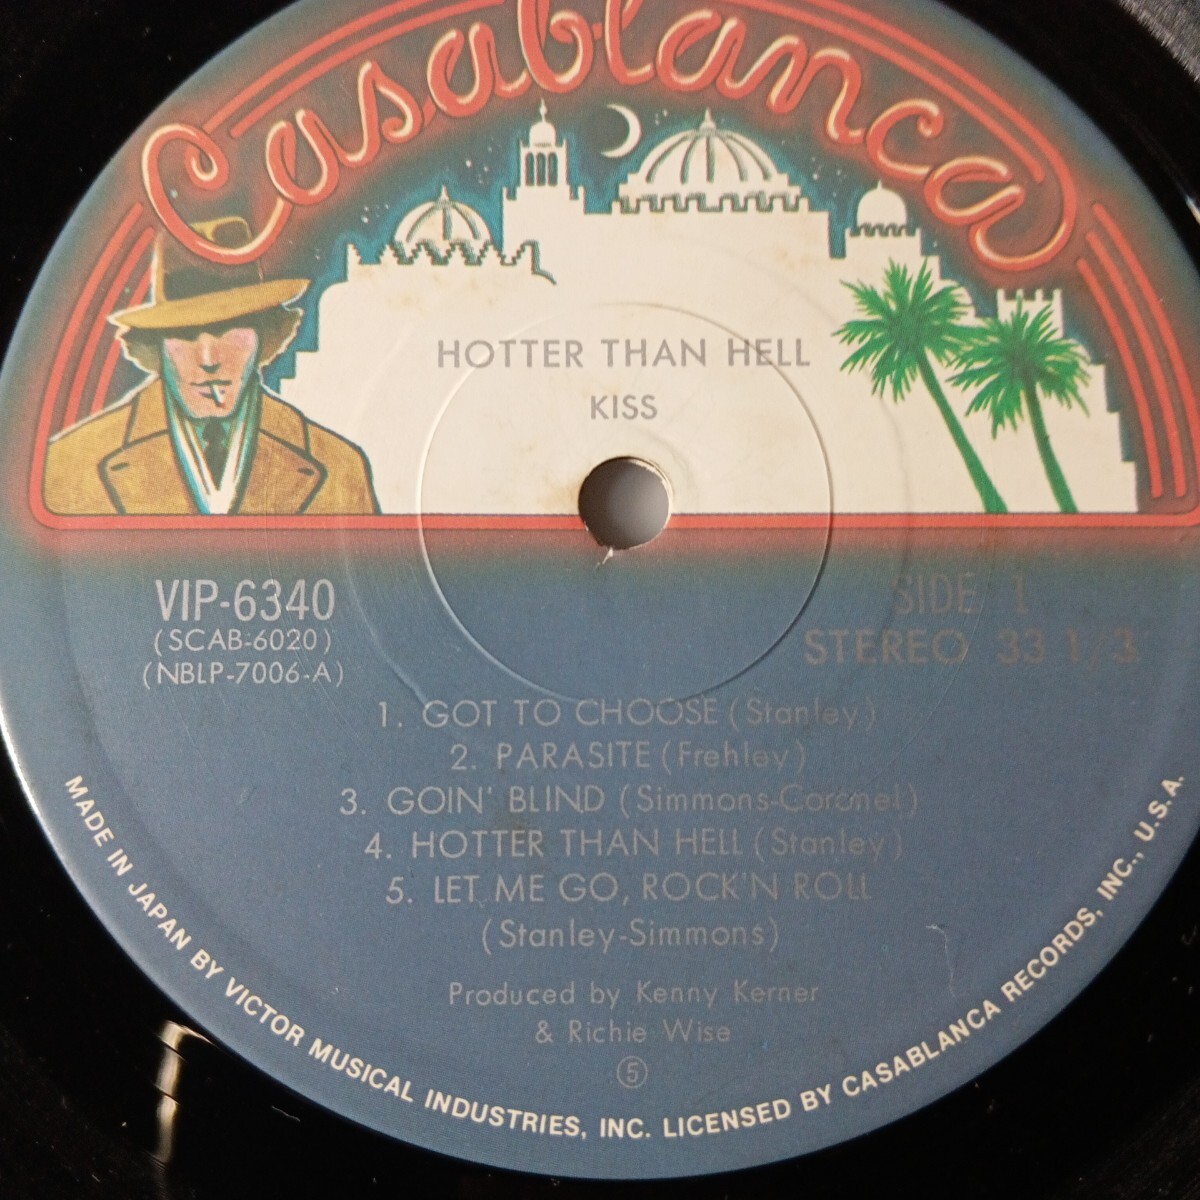 Casablanca
HOTTER THAN HELL
KISS
VIP-6340
(SCAB-6020)
(NBLP-7006-A)
SIDE 1
STEREO 33 1/3
1. GOT TO CHOOSE (Stanley)
2. PARASITE (Frehley)
3. GOIN' BLIND (Simmons-Coronel)
4. HOTTER THAN HELL (Stanley)
5. LET ME GO, ROCK'N ROLL
(Stanley-Simmons)
Produced by Kenny Kerner
& Richie Wise
⑤
MADE IN JAPAN BY VICTOR MUSICAL INDUSTRIES, INC. LICENSED BY CASABLANCA RECORDS, INC., U.S.A.